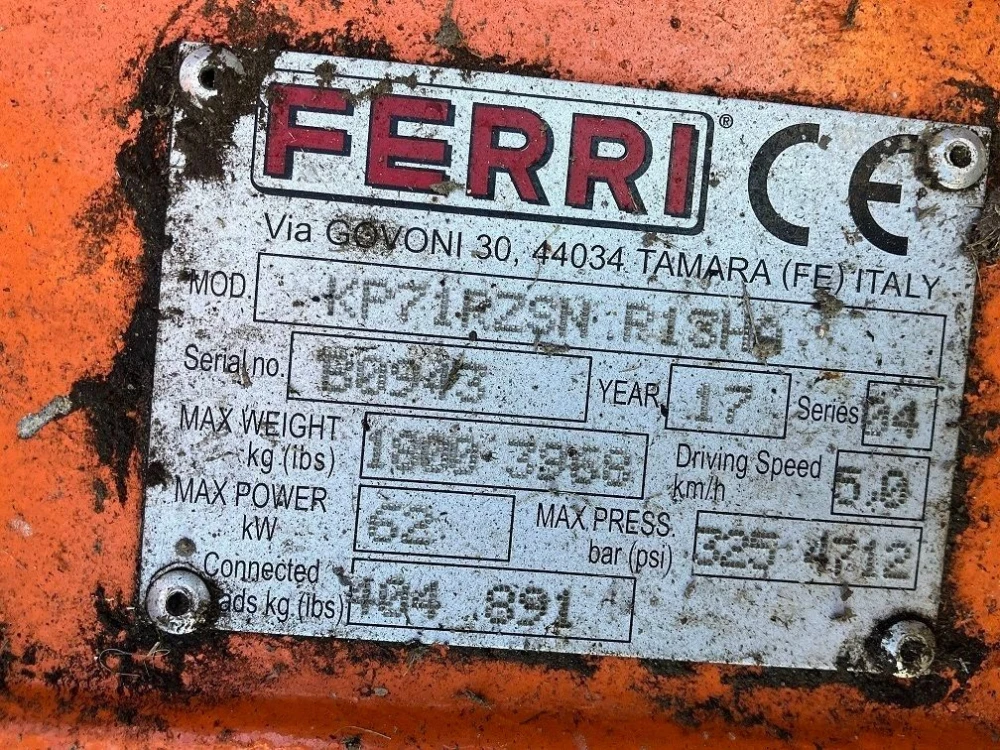 FERRI® CE
Via GOVONI 30, 44034 TAMARA (FE) ITALY
MOD. KP71RZSN
Serial no. B0943 YEAR 17 Series 04
MAX WEIGHT kg (lbs) 1800 3968
Driving Speed km/h 5.0
MAX POWER kW 62
MAX PRESS. bar (psi) 325 4712
Connected kg (lbs) 404 891